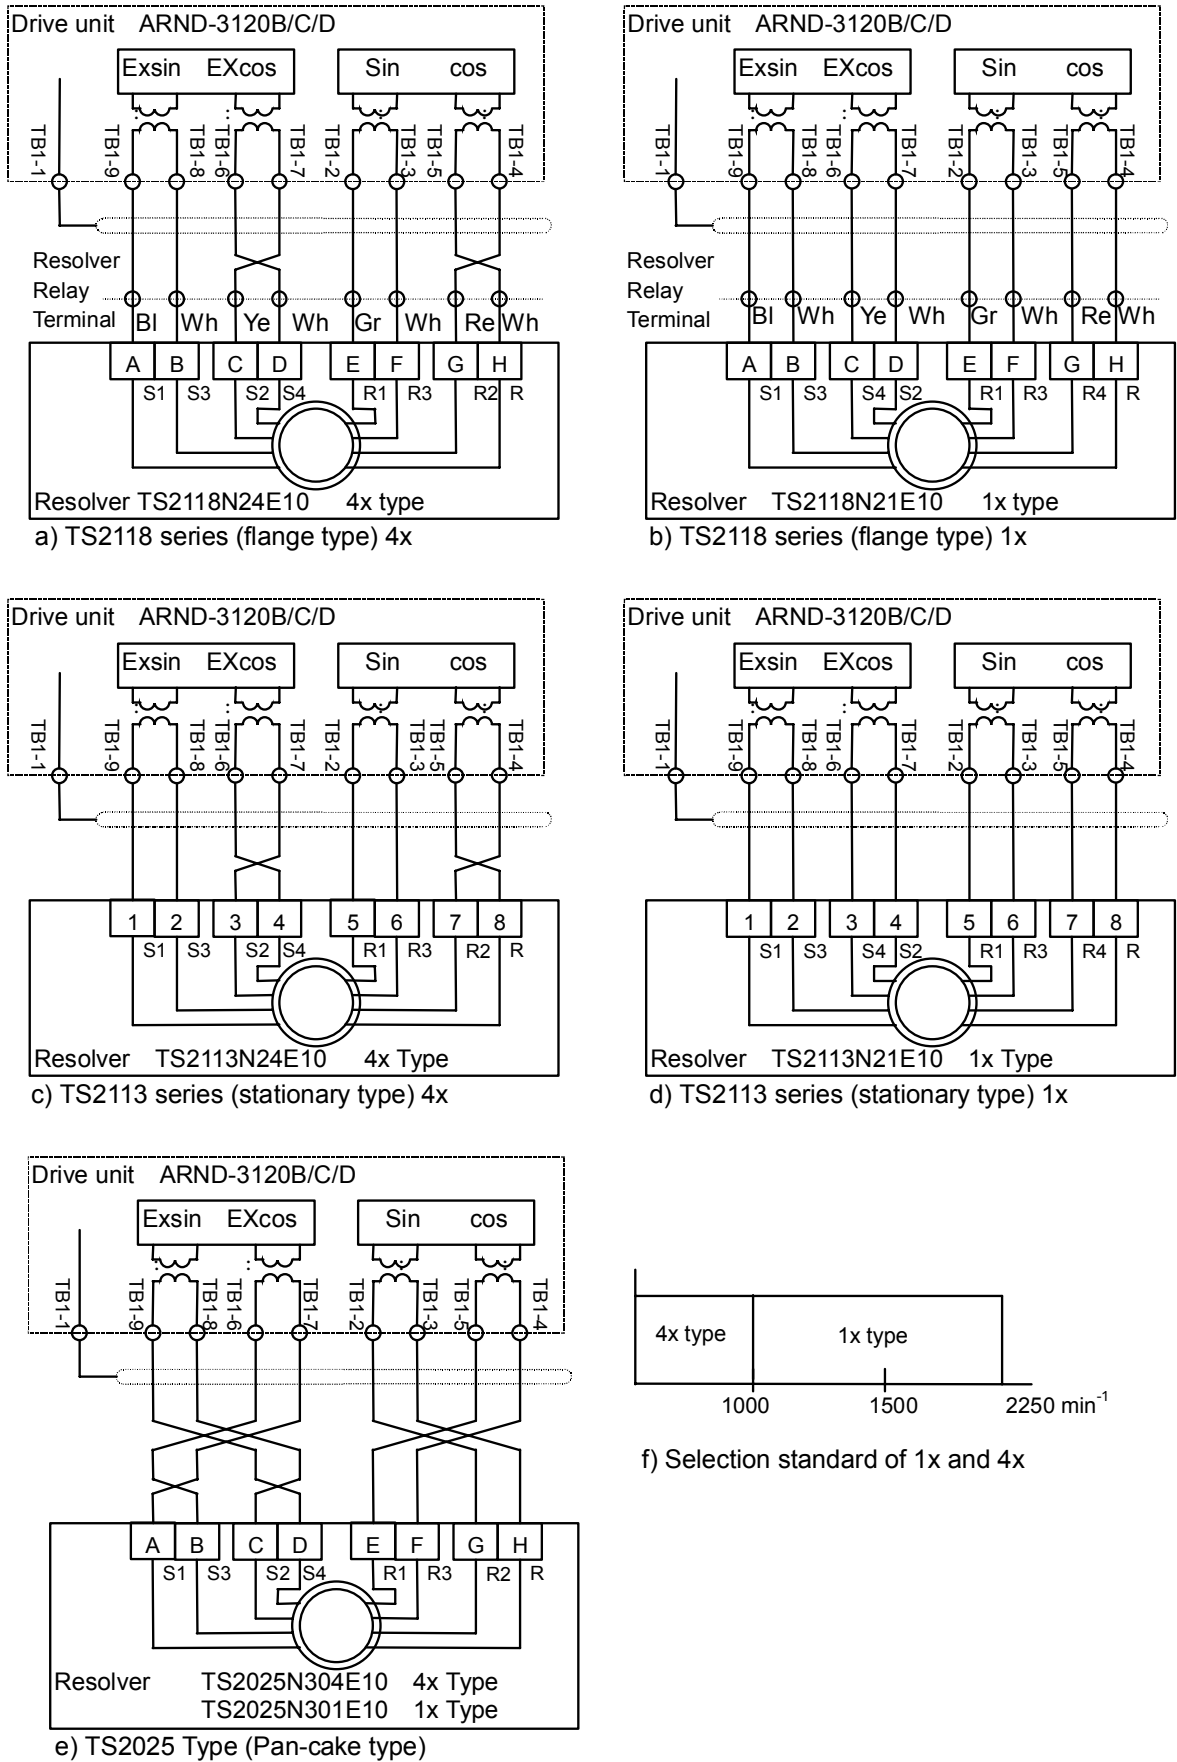 Drive unit ARND-3120B/C/D
Exsin EXcos Sin cos
TB1-1 TB1-9 TB1-8 TB1-6 TB1-7 TB1-2 TB1-3 TB1-5 TB1-4
Resolver
Relay
Terminal Bl Wh Ye Wh Gr Wh Re Wh
A B C D E F G H
S1 S3 S2 S4 R1 R3 R2 R
Resolver TS2118N24E10 4x type
a) TS2118 series (flange type) 4x
Drive unit ARND-3120B/C/D
Exsin EXcos Sin cos
TB1-1 TB1-9 TB1-8 TB1-6 TB1-7 TB1-2 TB1-3 TB1-5 TB1-4
Resolver
Relay
Terminal Bl Wh Ye Wh Gr Wh Re Wh
A B C D E F G H
S1 S3 S4 S2 R1 R3 R4 R
Resolver TS2118N21E10 1x type
b) TS2118 series (flange type) 1x
Drive unit ARND-3120B/C/D
Exsin EXcos Sin cos
TB1-1 TB1-9 TB1-8 TB1-6 TB1-7 TB1-2 TB1-3 TB1-5 TB1-4
1 2 3 4 5 6 7 8
S1 S3 S2 S4 R1 R3 R2 R
Resolver TS2113N24E10 4x Type
c) TS2113 series (stationary type) 4x
Drive unit ARND-3120B/C/D
Exsin EXcos Sin cos
TB1-1 TB1-9 TB1-8 TB1-6 TB1-7 TB1-2 TB1-3 TB1-5 TB1-4
1 2 3 4 5 6 7 8
S1 S3 S4 S2 R1 R3 R4 R
Resolver TS2113N21E10 1x Type
d) TS2113 series (stationary type) 1x
Drive unit ARND-3120B/C/D
Exsin EXcos Sin cos
TB1-1 TB1-9 TB1-8 TB1-6 TB1-7 TB1-2 TB1-3 TB1-5 TB1-4
A B C D E F G H
S1 S3 S2 S4 R1 R3 R2 R
Resolver TS2025N304E10 4x Type
TS2025N301E10 1x Type
e) TS2025 Type (Pan-cake type)
4x type 1x type
1000 1500 2250 min⁻¹
f) Selection standard of 1x and 4x